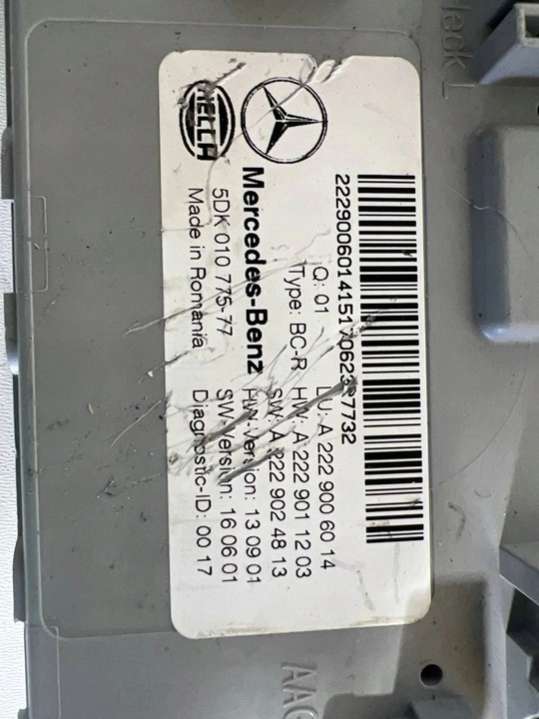 Q: 01 LU: A 222 900 60 14
Type: BC-R HW: A 222 901 12 03
SW: A 222 902 48 13
Mercedes-Benz HW-Version: 13 09 01
5DK 010 775-77 SW-Version: 16 06 01
HELLA Made in Romania Diagnostic-ID: 00 17